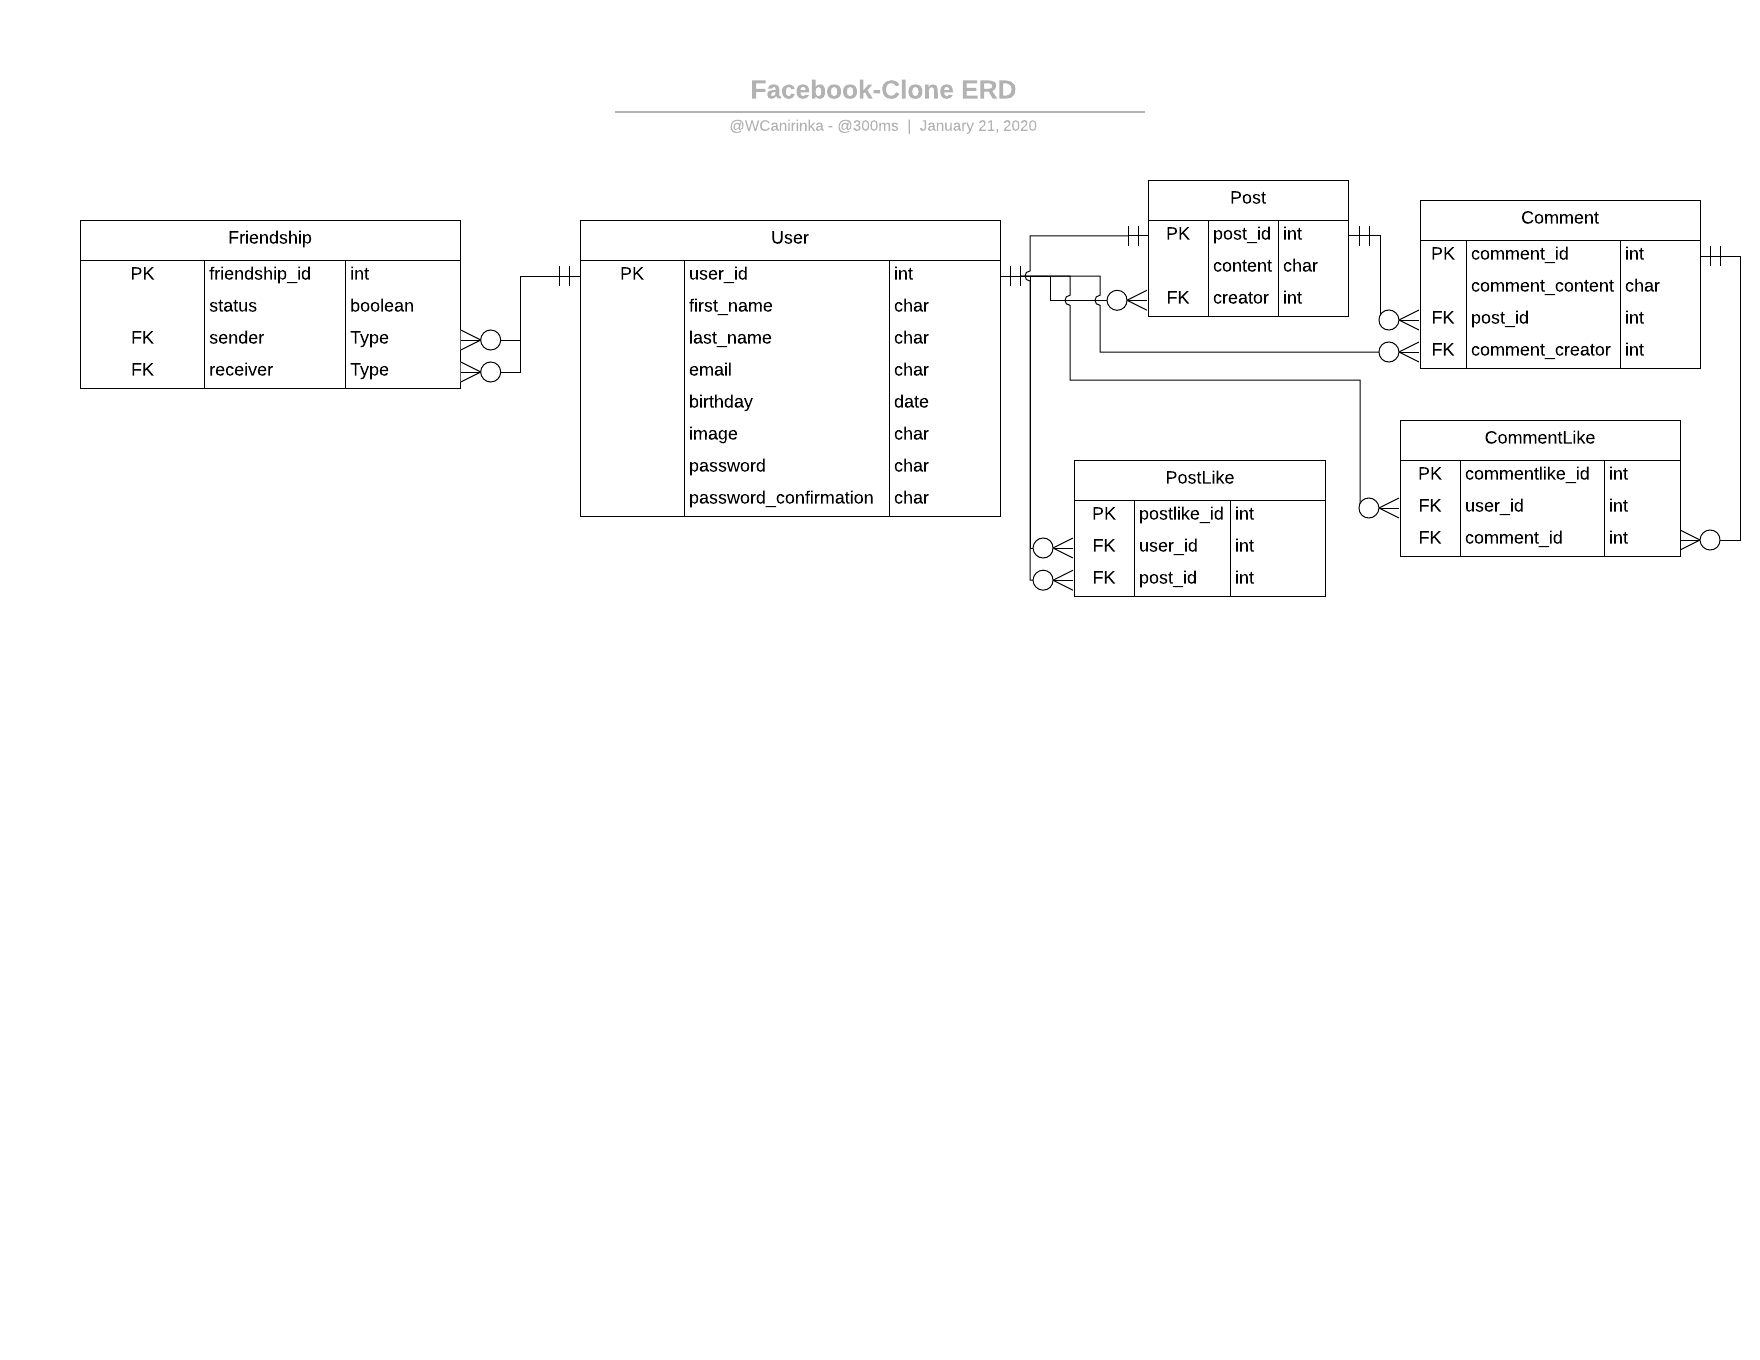 Facebook-Clone ERD
@WCanirinka - @300ms | January 21, 2020
Friendship
PK friendship_id int
status boolean
FK sender Type
FK receiver Type
User
PK user_id int
first_name char
last_name char
email char
birthday date
image char
password char
password_confirmation char
Post
PK post_id int
content char
FK creator int
Comment
PK comment_id int
comment_content char
FK post_id int
FK comment_creator int
PostLike
PK postlike_id int
FK user_id int
FK post_id int
CommentLike
PK commentlike_id int
FK user_id int
FK comment_id int